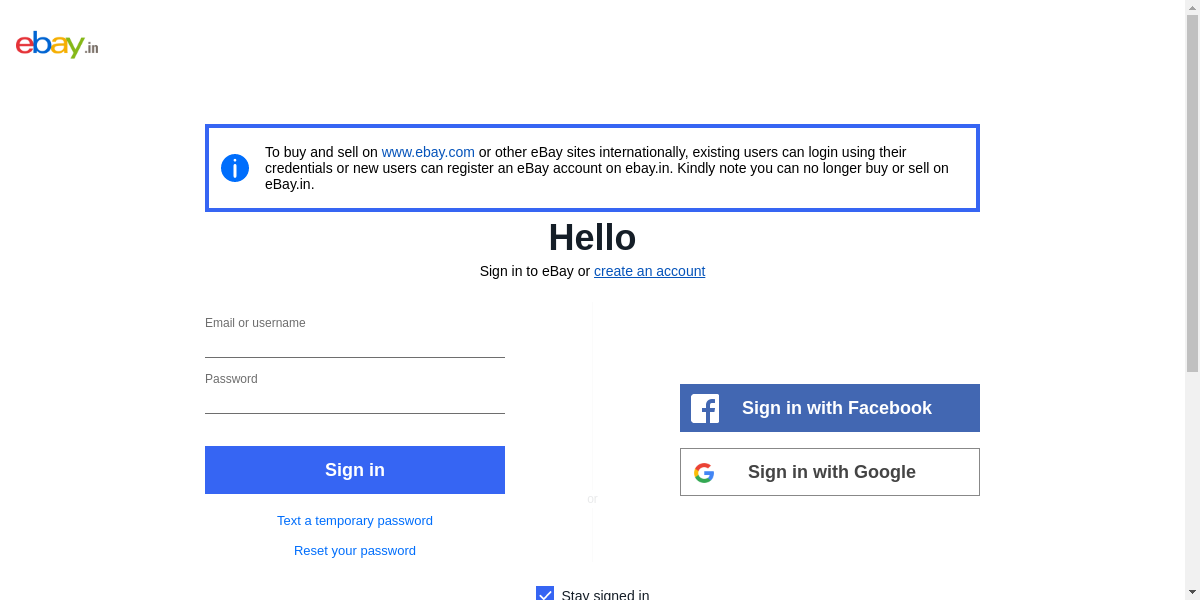 ebay.in
To buy and sell on www.ebay.com or other eBay sites internationally, existing users can login using their
credentials or new users can register an eBay account on ebay.in. Kindly note you can no longer buy or sell on
eBay.in.
Hello
Sign in to eBay or create an account
Email or username
Password
Sign in
Text a temporary password
Reset your password
or
Sign in with Facebook
Sign in with Google
Stay signed in